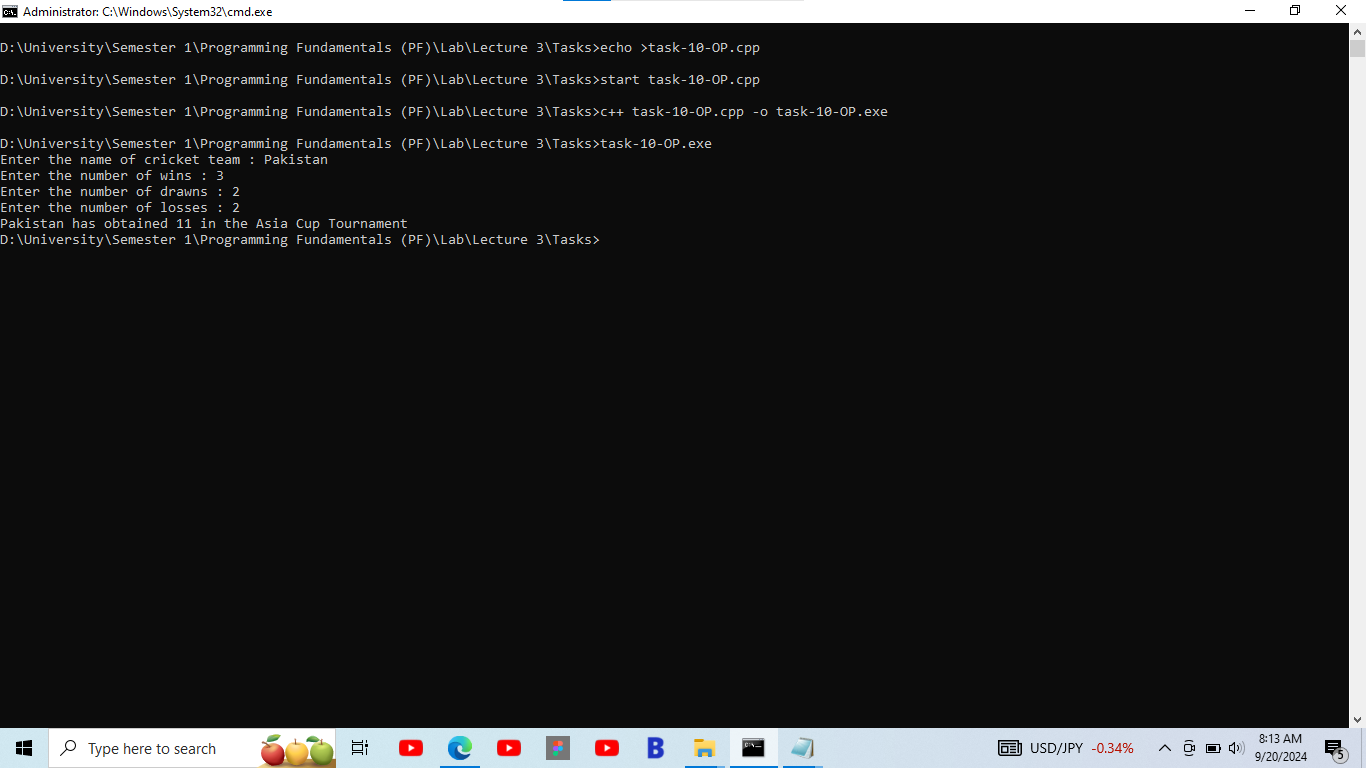 Administrator: C:\Windows\System32\cmd.exe
D:\University\Semester 1\Programming Fundamentals (PF)\Lab\Lecture 3\Tasks>echo >task-10-OP.cpp
D:\University\Semester 1\Programming Fundamentals (PF)\Lab\Lecture 3\Tasks>start task-10-OP.cpp
D:\University\Semester 1\Programming Fundamentals (PF)\Lab\Lecture 3\Tasks>c++ task-10-OP.cpp -o task-10-OP.exe
D:\University\Semester 1\Programming Fundamentals (PF)\Lab\Lecture 3\Tasks>task-10-OP.exe
Enter the name of cricket team : Pakistan
Enter the number of wins : 3
Enter the number of drawns : 2
Enter the number of losses : 2
Pakistan has obtained 11 in the Asia Cup Tournament
D:\University\Semester 1\Programming Fundamentals (PF)\Lab\Lecture 3\Tasks>
Type here to search
B
USD/JPY -0.34%
8:13 AM
9/20/2024
5